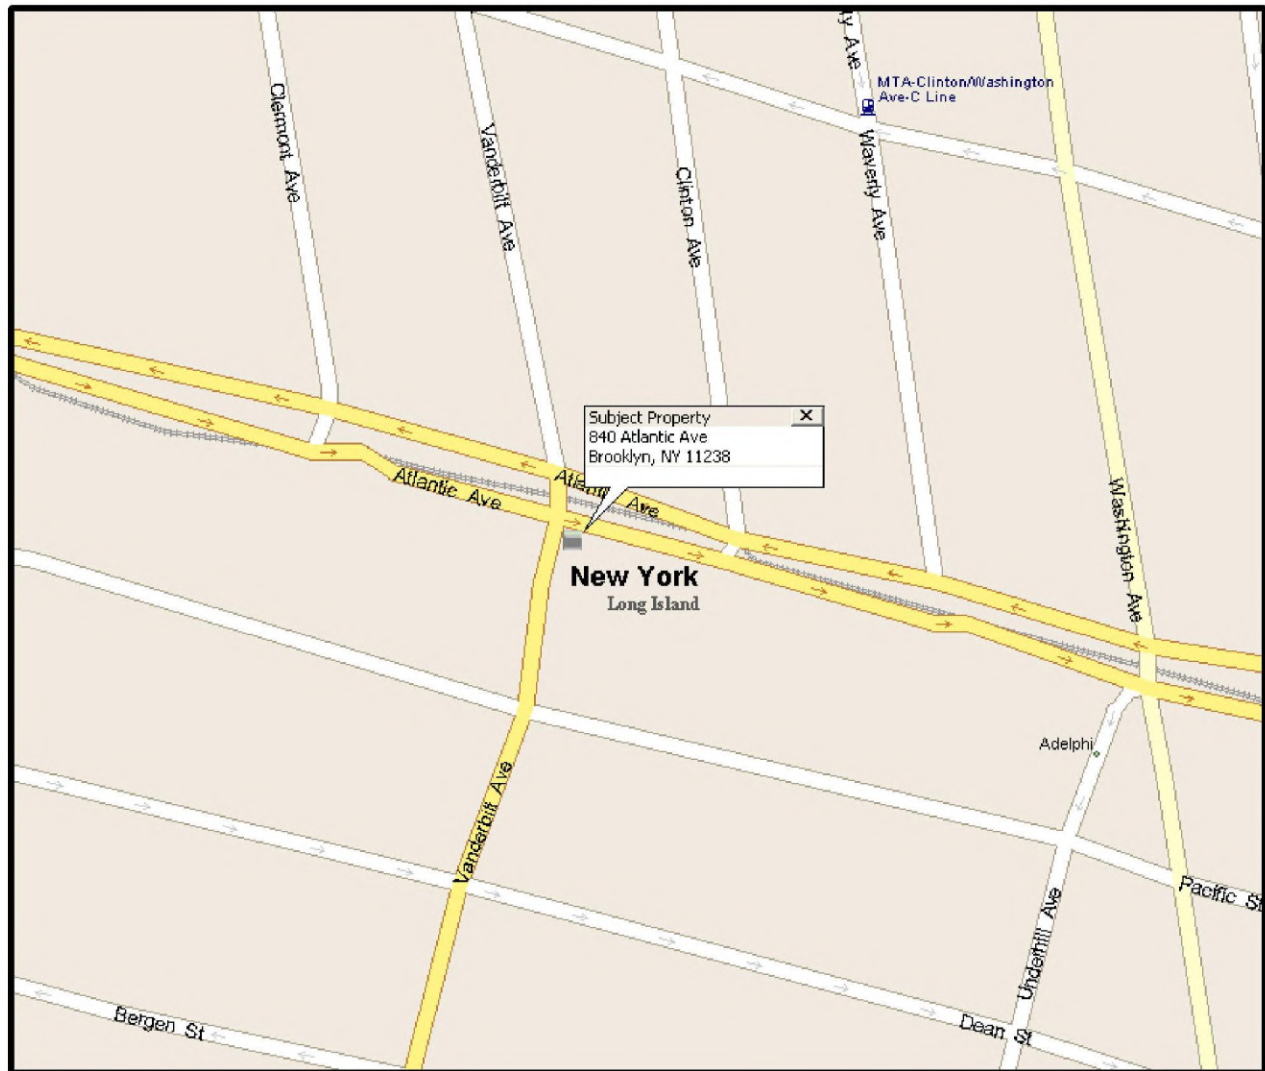 ly Ave
MTA-Clinton/Washington
Ave-C Line
Clermont Ave
Vanderbilt Ave
Clinton Ave
Waverly Ave
Subject Property
840 Atlantic Ave
Brooklyn, NY 11238
Atlantic Ave
Atlantic Ave
Washington Ave
New York
Long Island
Adelphi
Vanderbilt Ave
Pacific St
Underhill Ave
Bergen St
Dean St